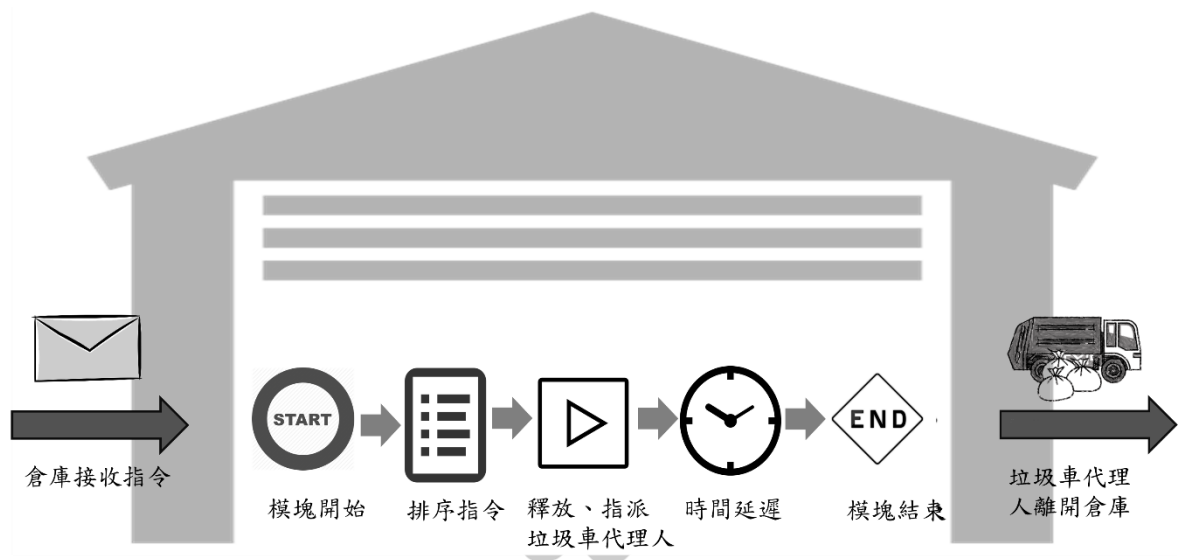 START
END
倉庫接收指令
模塊開始
排序指令
釋放、指派
垃圾車代理人
時間延遲
模塊結束
垃圾車代理
人離開倉庫